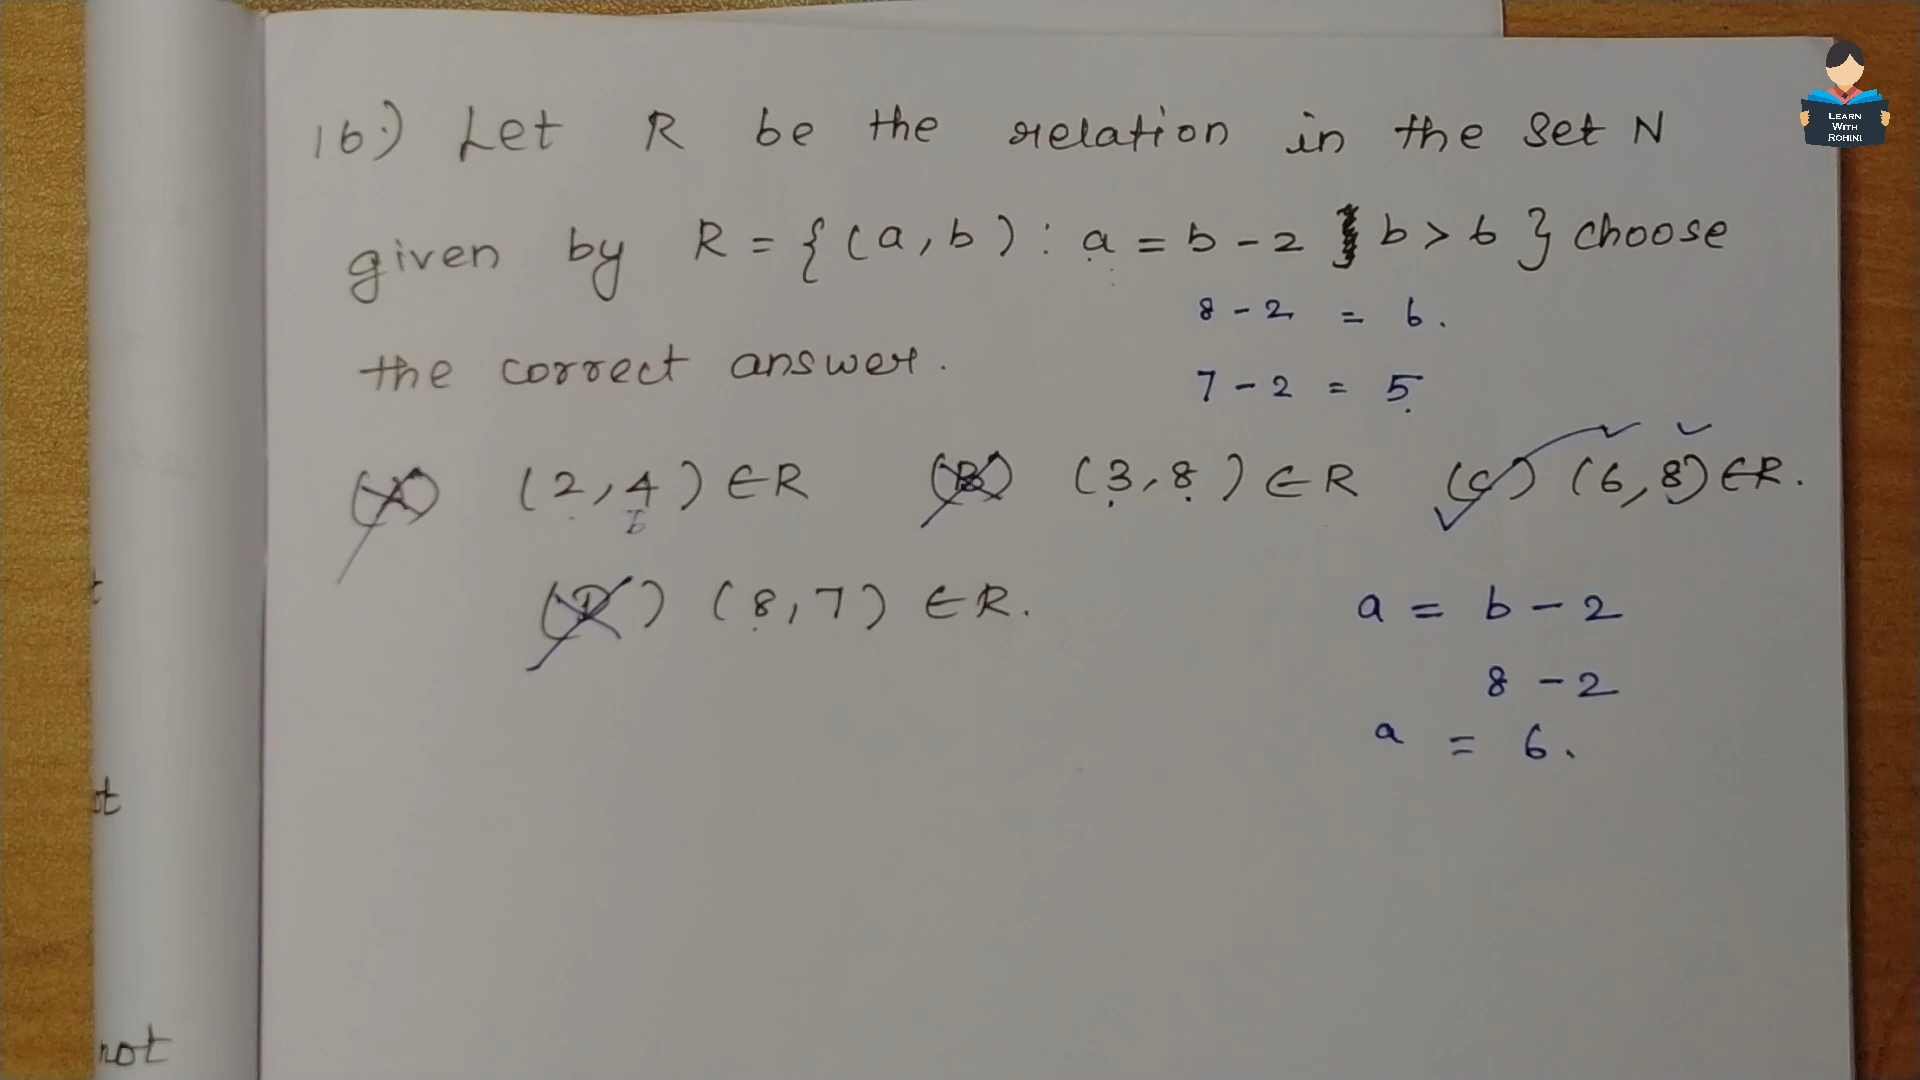 16.) Let R be the relation in the set N
given by R = { (a, b) : a = b - 2 b > 6 } choose
8 - 2 = 6.
the correct answer.
7 - 2 = 5
(A) (2, 4) ∈ R (B) (3, 8) ∈ R (C) (6, 8) ∈ R.
(D) (8, 7) ∈ R.
a = b - 2
8 - 2
a = 6.
not
LEARN
WITH
ROHINI